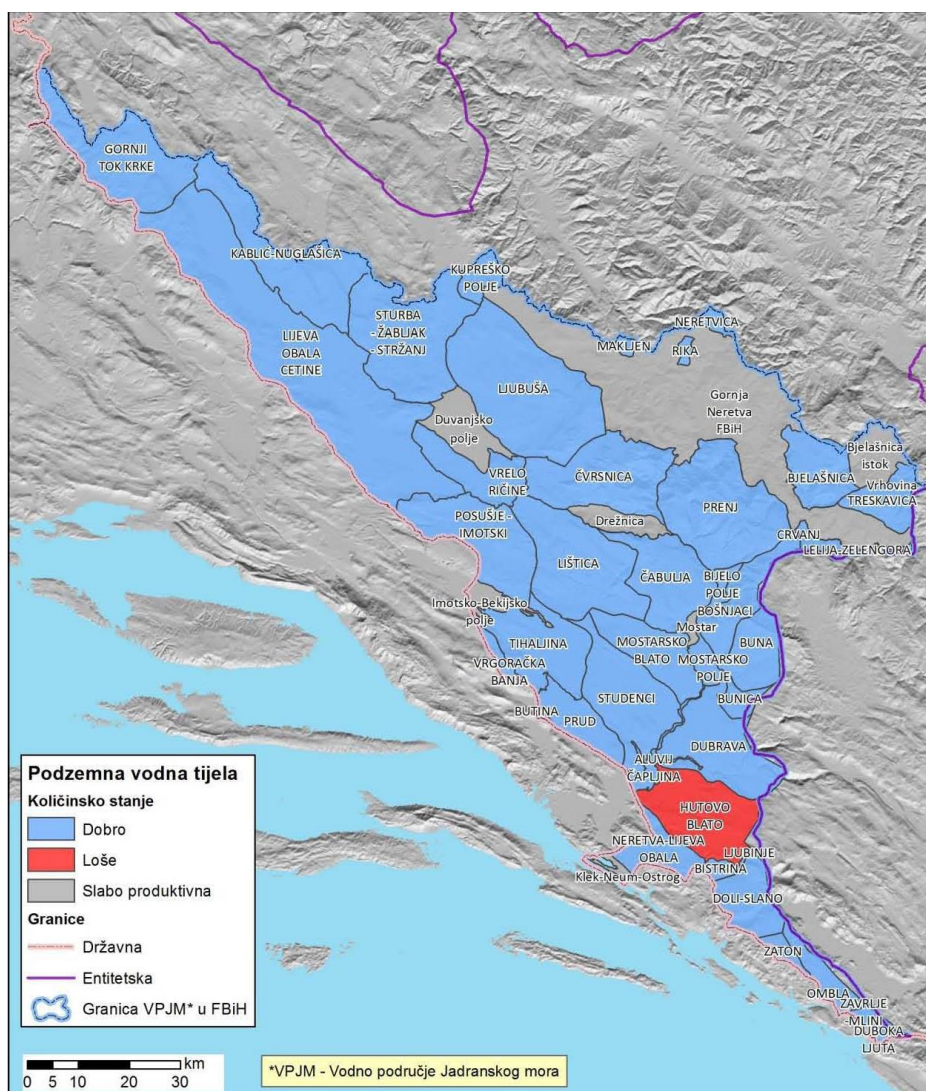 GORNJI
TOK KRKE
KABLIĆ-NUGLAŠICA
KUPREŠKO
POLJE
STURBA
- ŽABLJAK
- STRŽANJ
NERETVICA
MAKLJEN
RIKA
LIJEVA
OBALA
CETINE
LJUBUŠA
Gornja
Neretva
FBiH
Duvanjsko
polje
Bjelašnica
istok
BJELAŠNICA
Vrhovina
TRESKAVICA
VRELO
RIČINE
ČVRSNICA
PRENJ
Drežnica
POSUŠJE -
IMOTSKI
CRVANJ
LELIJA-ZELENGORA
LIŠTICA
ČABULJA
BIJELO
POLJE
BOŠNJACI
Imotsko-Bekijsko
polje
Mostar
TIHALJINA
MOSTARSKO
BLATO
BUNA
VRGORAČKA
BANJA
MOSTARSKO
POLJE
STUDENCI
BUNICA
BUTINA
PRUD
DUBRAVA
ALUVIJ
ČAPLJINA
HUTOVO
BLATO
NERETVA-LIJEVA
OBALA
LJUBINJE
BISTRINA
Klek-Neum-Ostrog
DOLI-SLANO
ZATON
OMBLA
ZAVRLJE
-MLINI
DUBOKA
LJUTA
Podzemna vodna tijela
Količinsko stanje
Dobro
Loše
Slabo produktivna
Granice
Državna
Entitetska
Granica VPJM* u FBiH
km
0 5 10 20 30
*VPJM - Vodno područje Jadranskog mora